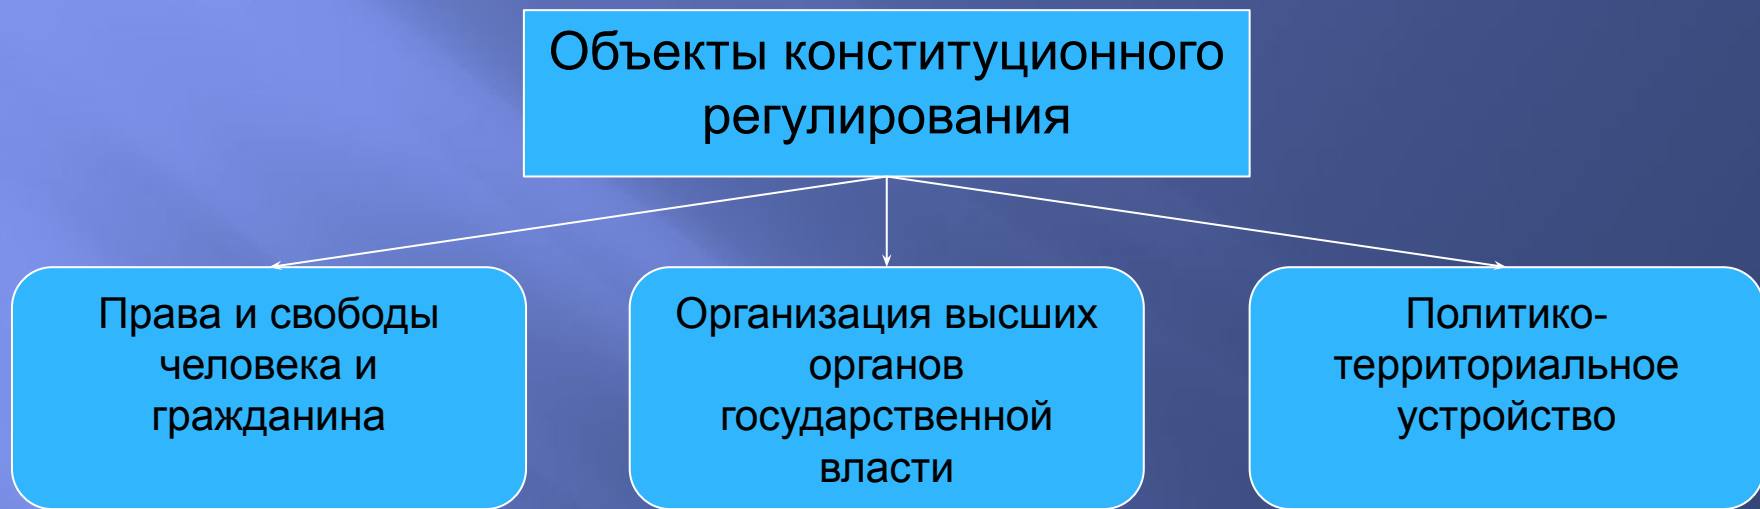 Объекты конституционного
регулирования
Права и свободы
человека и
гражданина
Организация высших
органов
государственной
власти
Политико-
территориальное
устройство